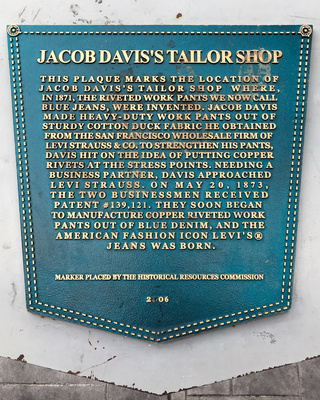 JACOB DAVIS'S TAILOR SHOP
THIS PLAQUE MARKS THE LOCATION OF
JACOB DAVIS'S TAILOR SHOP WHERE,
IN 1871, THE RIVETED WORK PANTS WE NOW CALL
BLUE JEANS, WERE INVENTED. JACOB DAVIS
MADE HEAVY-DUTY WORK PANTS OUT OF
STURDY COTTON DUCK FABRIC HE OBTAINED
FROM THE SAN FRANCISCO WHOLESALE FIRM OF
LEVI STRAUSS & CO. TO STRENGTHEN HIS PANTS,
DAVIS HIT ON THE IDEA OF PUTTING COPPER
RIVETS AT THE STRESS POINTS. NEEDING A
BUSINESS PARTNER, DAVIS APPROACHED
LEVI STRAUSS. ON MAY 20, 1873,
THE TWO BUSINESSMEN RECEIVED
PATENT #139,121. THEY SOON BEGAN
TO MANUFACTURE COPPER RIVETED WORK
PANTS OUT OF BLUE DENIM, AND THE
AMERICAN FASHION ICON LEVI'S®
JEANS WAS BORN.
MARKER PLACED BY THE HISTORICAL RESOURCES COMMISSION
2006